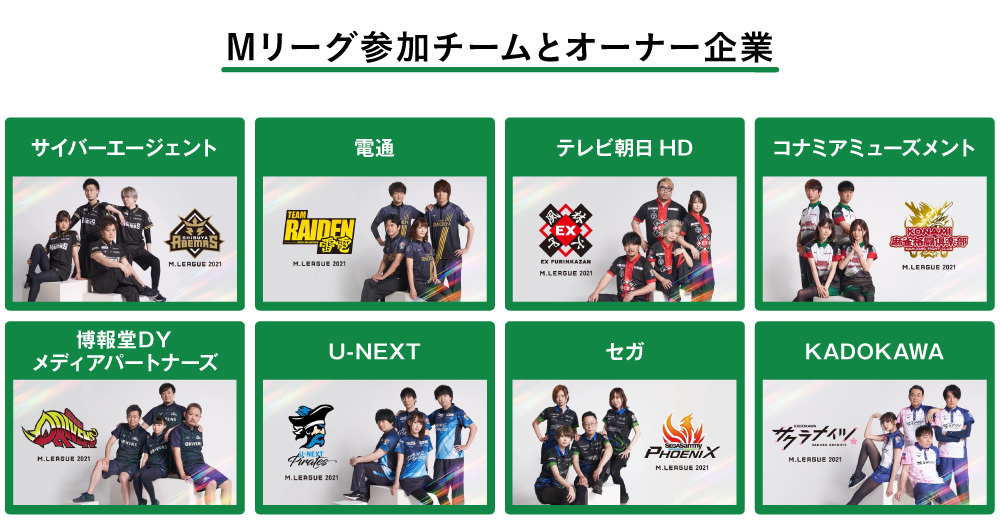 Mリーグ参加チームとオーナー企業
サイバーエージェント
SHIBUYA
ABEMAS
M.LEAGUE 2021
電通
TEAM
RAIDEN
雷電
M.LEAGUE 2021
テレビ朝日 HD
風林
EX
火山
EX FURINKAZAN
M.LEAGUE 2021
コナミアミューズメント
KONAMI
麻雀格闘倶楽部
M.LEAGUE 2021
博報堂DY
メディアパートナーズ
M.LEAGUE 2021
U-NEXT
U-NEXT
Pirates
M.LEAGUE 2021
セガ
SEGASammy
PHOENIX
M.LEAGUE 2021
KADOKAWA
KADOKAWA
サクラナイツ
SAKURA KNIGHTS
M.LEAGUE 2021